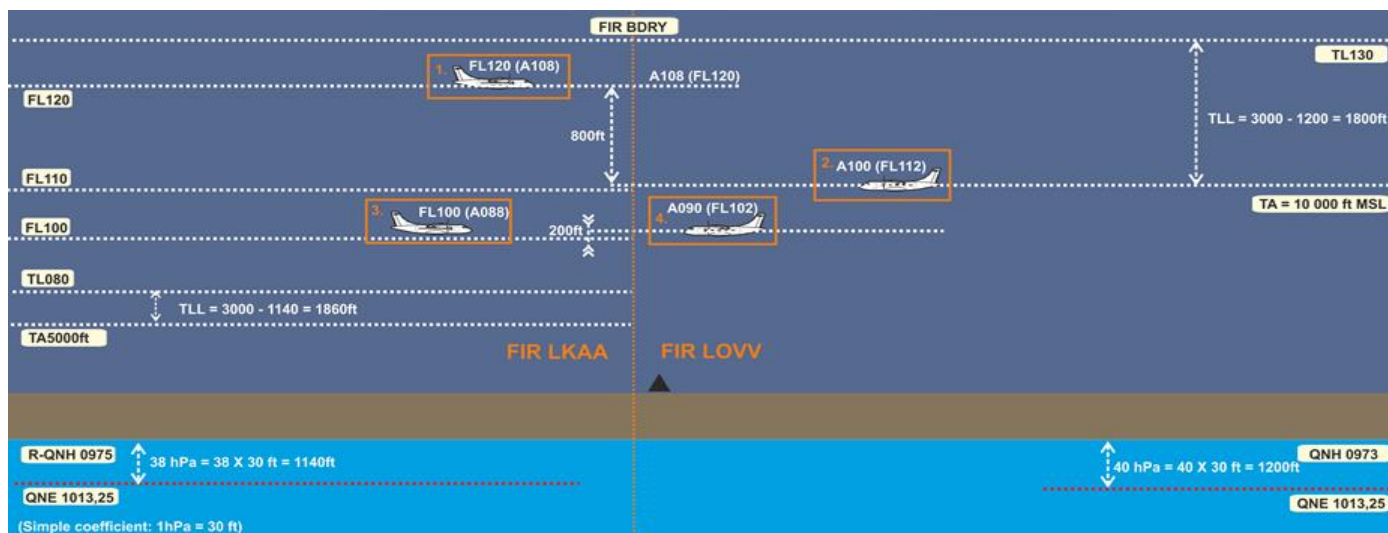 FIR BDRY
TL130
1. FL120 (A108)
A108 (FL120)
FL120
800ft
TLL = 3000 - 1200 = 1800ft
2. A100 (FL112)
FL110
TA = 10 000 ft MSL
3. FL100 (A088)
200ft
4. A090 (FL102)
FL100
TL080
TLL = 3000 - 1140 = 1860ft
TA5000ft
FIR LKAA
FIR LOVV
R-QNH 0975
38 hPa = 38 X 30 ft = 1140ft
40 hPa = 40 X 30 ft = 1200ft
QNH 0973
QNE 1013,25
QNE 1013,25
(Simple coefficient: 1hPa = 30 ft)